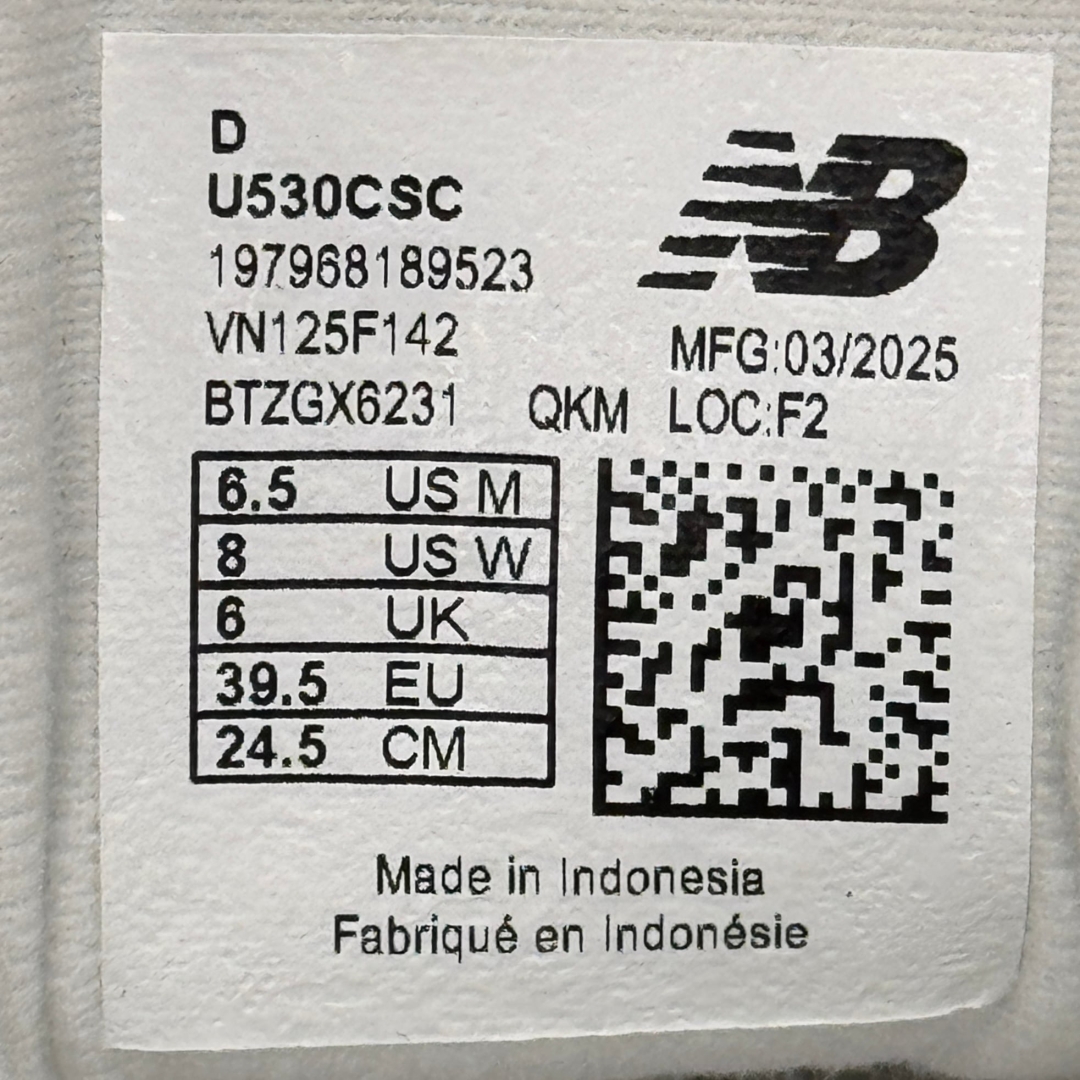 D
U530CSC
NB
197968189523
VN125F142
MFG:03/2025
BTZGX6231 QKM LOC:F2
6.5 US M
8 US W
6 UK
39.5 EU
24.5 CM
Made in Indonesia
Fabriqué en Indonésie